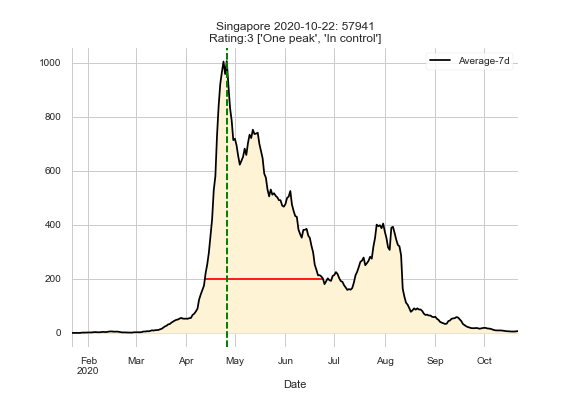 Singapore 2020-10-22: 57941
Rating:3 ['One peak', 'In control']
Average-7d
1000
800
600
400
200
0
Feb Mar Apr May Jun Jul Aug Sep Oct
2020
Date